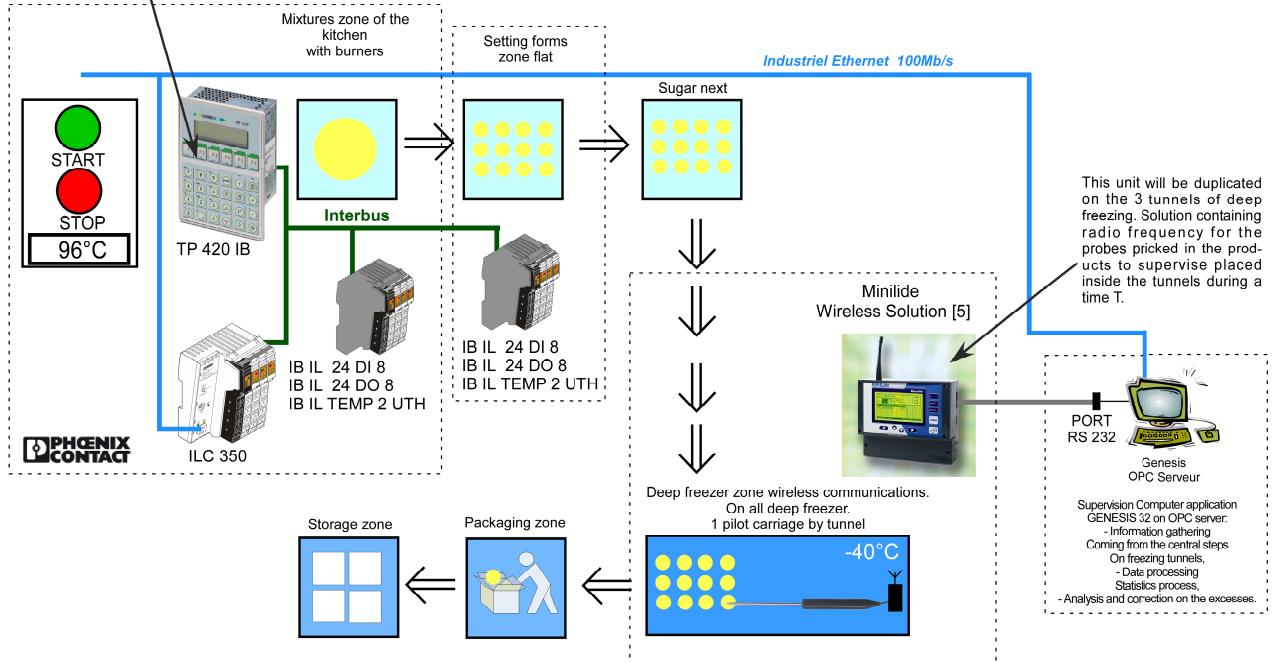 Mixtures zone of the
kitchen
with burners
Setting forms
zone flat
Industriel Ethernet 100Mb/s
Sugar next
START
STOP
96°C
TP 420
TP 420 IB
Interbus
This unit will be duplicated
on the 3 tunnels of deep
freezing. Solution containing
radio frequency for the
probes pricked in the prod-
ucts to supervise placed
inside the tunnels during a
time T.
Minilide
Wireless Solution [5]
IB IL 24 DI 8
IB IL 24 DO 8
IB IL TEMP 2 UTH
IB IL 24 DI 8
IB IL 24 DO 8
IB IL TEMP 2 UTH
PHŒNIX
CONTACT
ILC 350
PORT
RS 232
Genesis
OPC Serveur
Deep freezer zone wireless communications.
On all deep freezer.
1 pilot carriage by tunnel
-40°C
Storage zone
Packaging zone
Supervision Computer application
GENESIS 32 on OPC server:
- Information gathering
Coming from the central steps
On freezing tunnels,
- Data processing
Statistics process,
- Analysis and correction on the excesses.